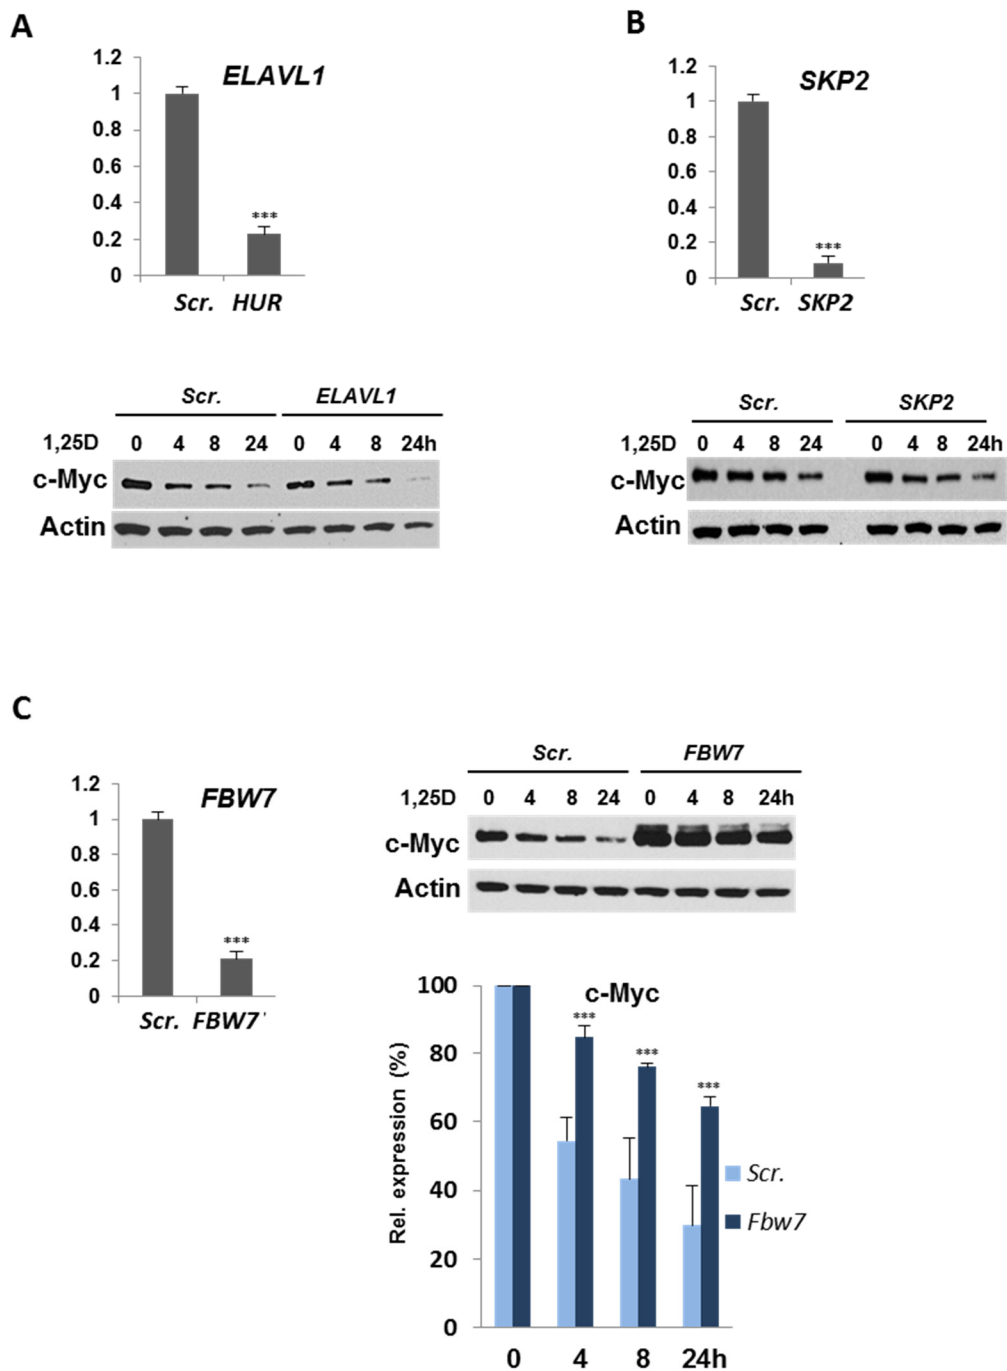 A
ELAVL1
1.2
1
0.8
0.6
0.4
0.2
0
***
Scr. HUR
Scr. ELAVL1
1,25D 0 4 8 24 0 4 8 24h
c-Myc
Actin
B
SKP2
1.2
1
0.8
0.6
0.4
0.2
0
***
Scr. SKP2
Scr. SKP2
1,25D 0 4 8 24 0 4 8 24h
c-Myc
Actin
C
FBW7
1.2
1
0.8
0.6
0.4
0.2
0
***
Scr. FBW7'
Scr. FBW7
1,25D 0 4 8 24 0 4 8 24h
c-Myc
Actin
c-Myc
Rel. expression (%)
100
80
60
40
20
0
***
***
***
Scr.
Fbw7
0 4 8 24h